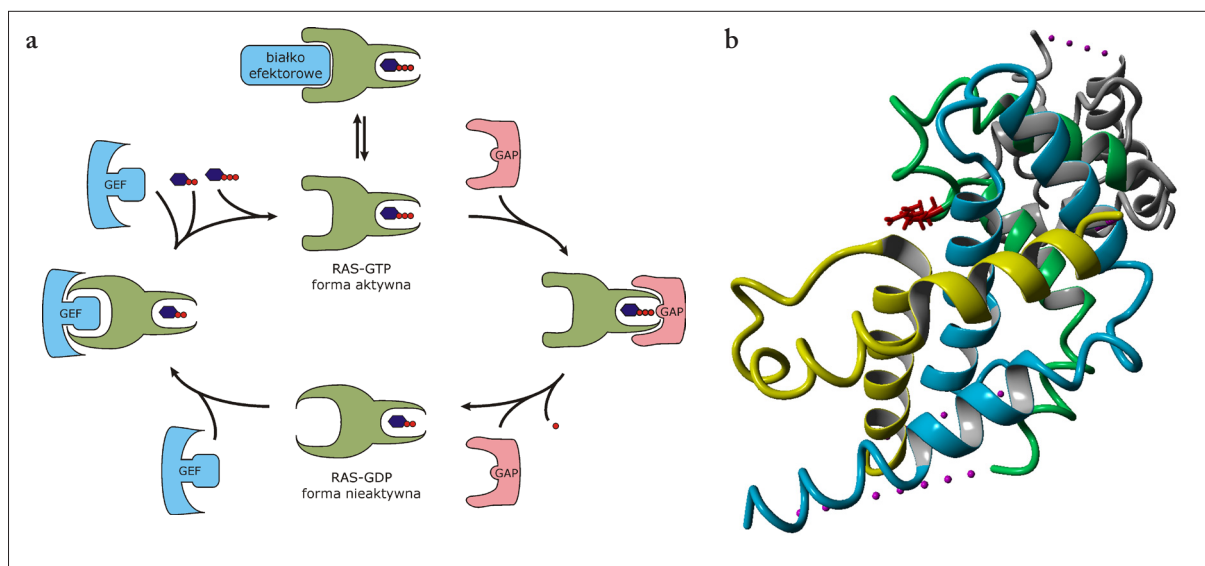 a
b
białko
efektorowe
GAP
GEF
RAS-GTP
forma aktywna
GEF
GAP
RAS-GDP
forma nieaktywna
GEF
GAP